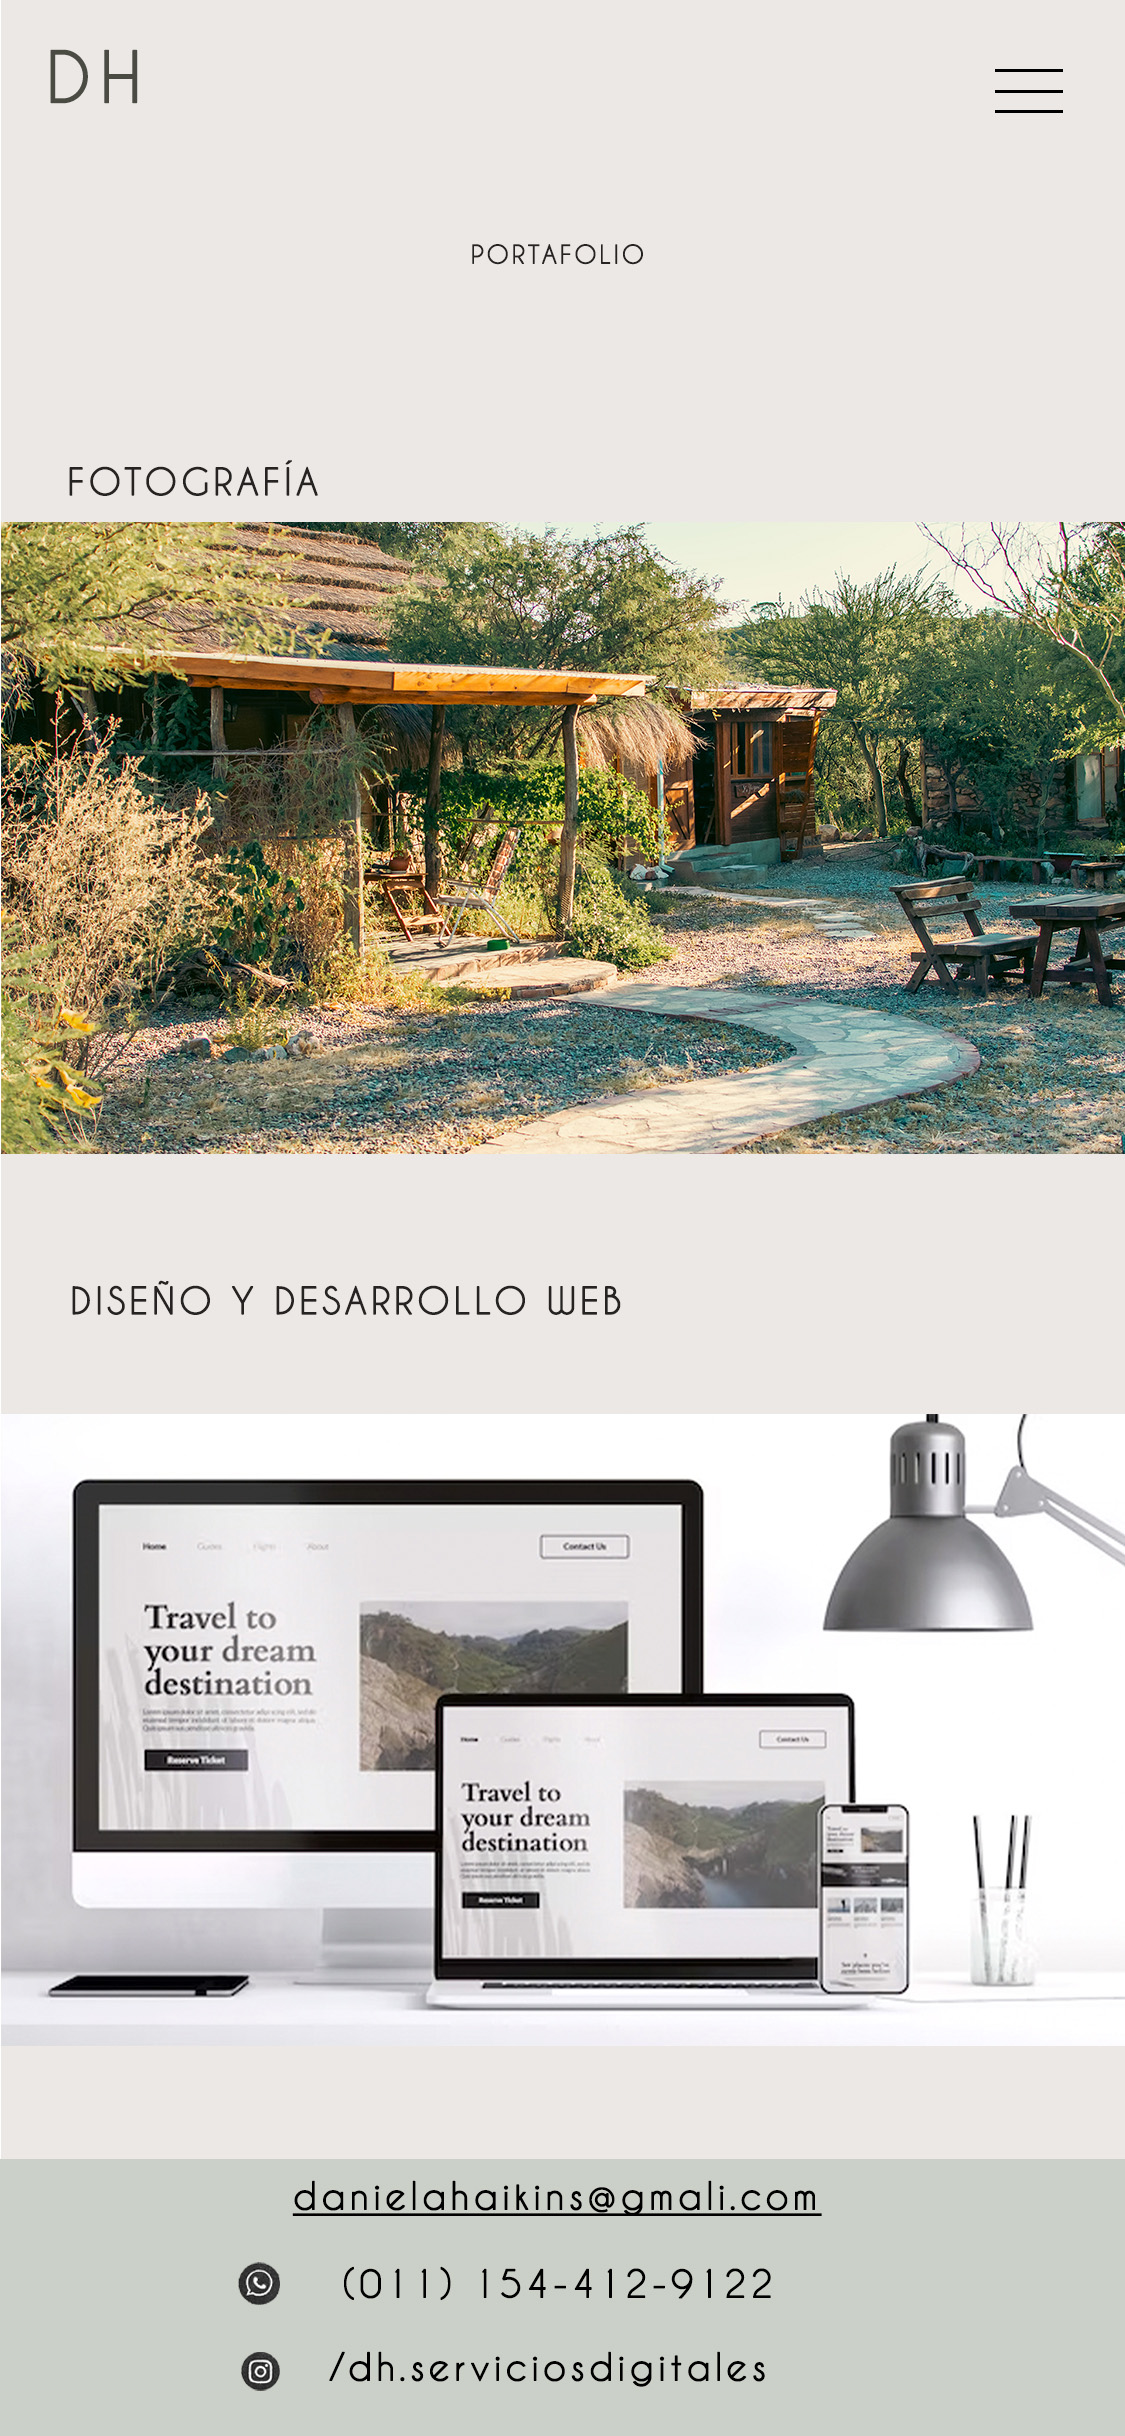 DH
PORTAFOLIO
FOTOGRAFÍA
DISEÑO Y DESARROLLO WEB
Home Guides Flights About
Contact Us
Travel to
your dream
destination
Reserve Ticket
Home Guides Flights About
Contact Us
Travel to
your dream
destination
Reserve Ticket
danielahaikins@gmali.com
(011) 154-412-9122
/dh.serviciosdigitales